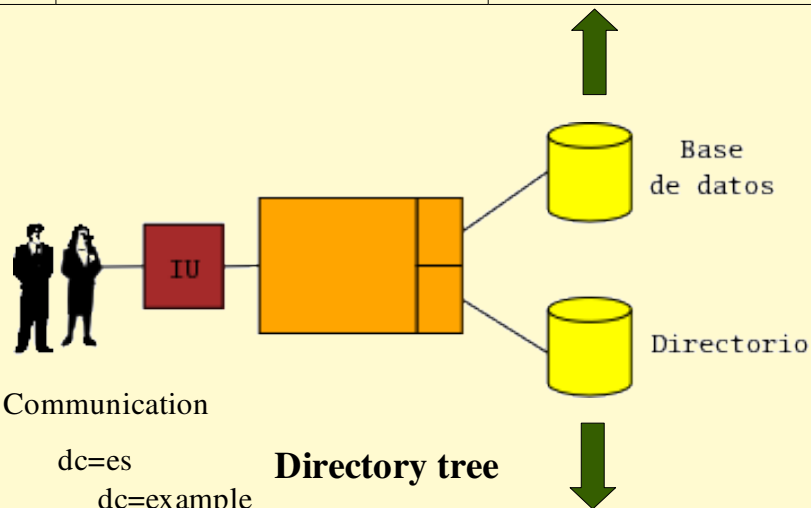 Base
de datos
IU
Directorio
Communication
dc=es
Directory tree
dc=example